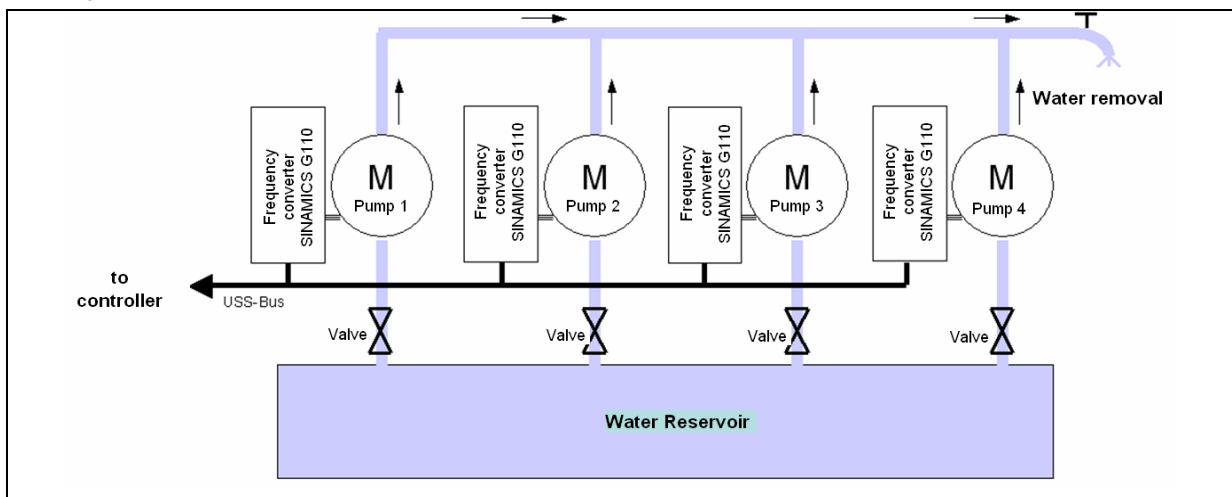 Water removal
Frequency
converter
SINAMICS G110
M
Pump 1
Frequency
converter
SINAMICS G110
M
Pump 2
Frequency
converter
SINAMICS G110
M
Pump 3
Frequency
converter
SINAMICS G110
M
Pump 4
to
controller
USS-Bus
Valve
Valve
Valve
Valve
Water Reservoir